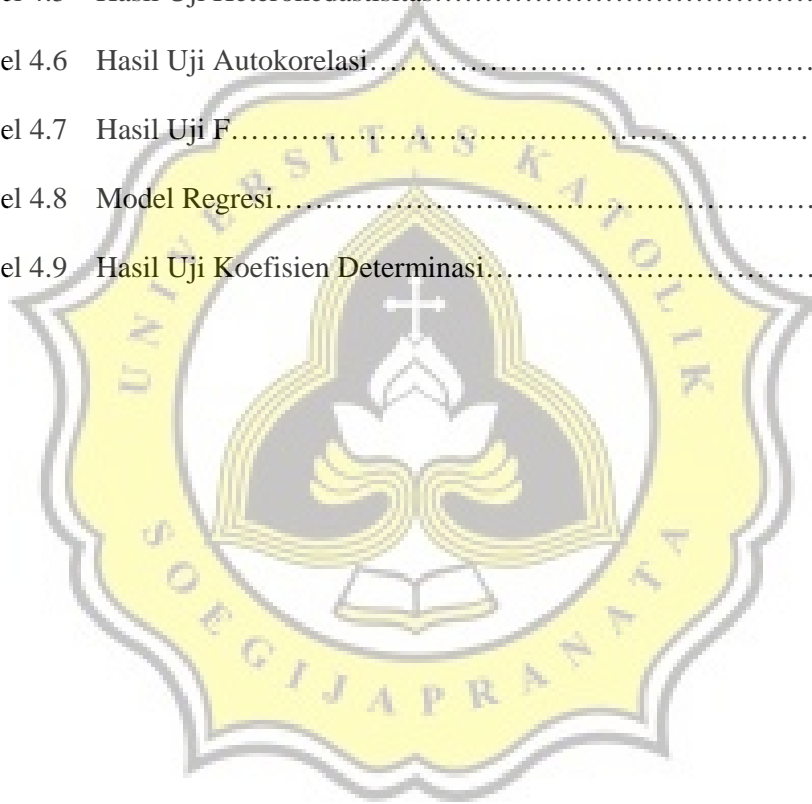 el 4.6 Hasil Uji Autokorelasi………………… …………………
el 4.7 Hasil Uji F……………………………………………………
el 4.8 Model Regresi………………………………………………
el 4.9 Hasil Uji Koefisien Determinasi……………………………
UNIVERSITAS KATOLIK
SOEGIJAPRANATA